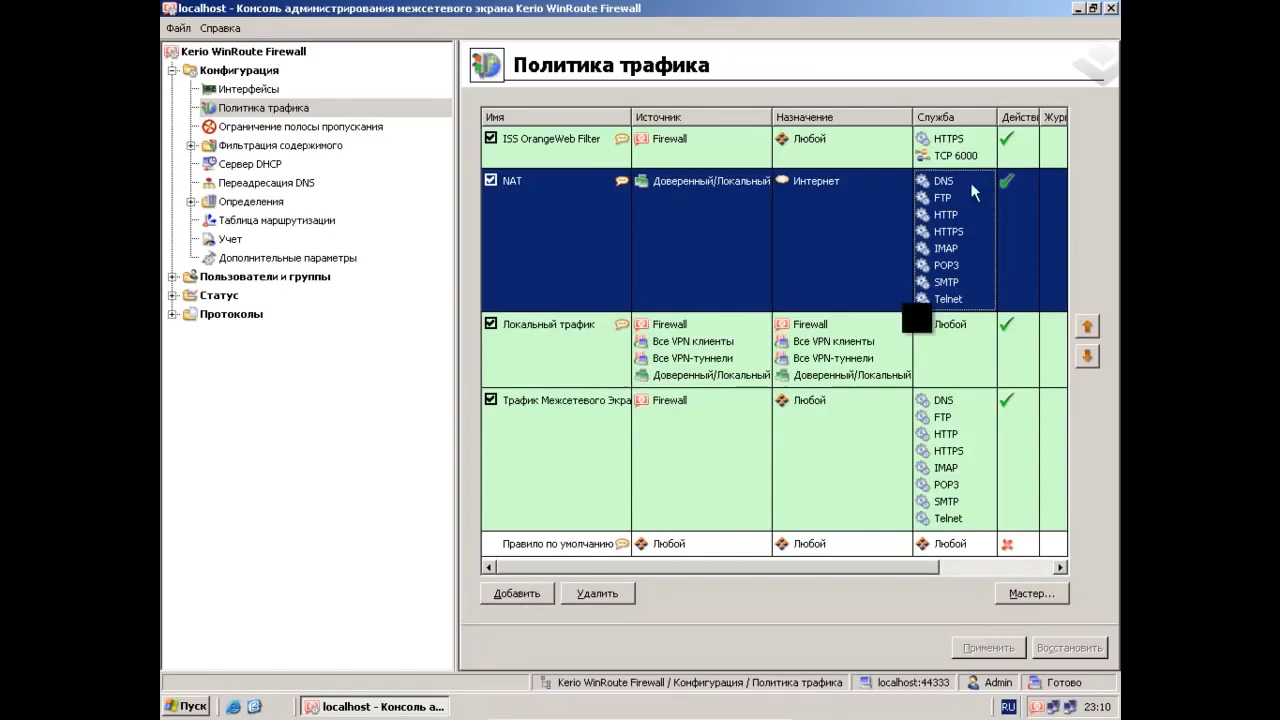 localhost - Консоль администрирования межсетевого экрана Kerio WinRoute Firewall
Файл Справка
Kerio WinRoute Firewall
Конфигурация
Интерфейсы
Политика трафика
Ограничение полосы пропускания
Фильтрация содержимого
Сервер DHCP
Переадресация DNS
Определения
Таблица маршрутизации
Учет
Дополнительные параметры
Пользователи и группы
Статус
Протоколы
Политика трафика
Имя Источник Назначение Служба Действи Жур
ISS OrangeWeb Filter Firewall Любой HTTPS
TCP 6000
NAT Доверенный/Локальный Интернет DNS
FTP
HTTP
HTTPS
IMAP
POP3
SMTP
Telnet
Локальный трафик Firewall Firewall Любой
Все VPN клиенты Все VPN клиенты
Все VPN-туннели Все VPN-туннели
Доверенный/Локальный Доверенный/Локальный
Трафик Межсетевого Экра Firewall Любой DNS
FTP
HTTP
HTTPS
IMAP
POP3
SMTP
Telnet
Правило по умолчанию Любой Любой Любой
Добавить Удалить Мастер...
Применить Восстановить
Kerio WinRoute Firewall / Конфигурация / Политика трафика localhost:44333 Admin Готово
Пуск localhost - Консоль а... RU 23:10